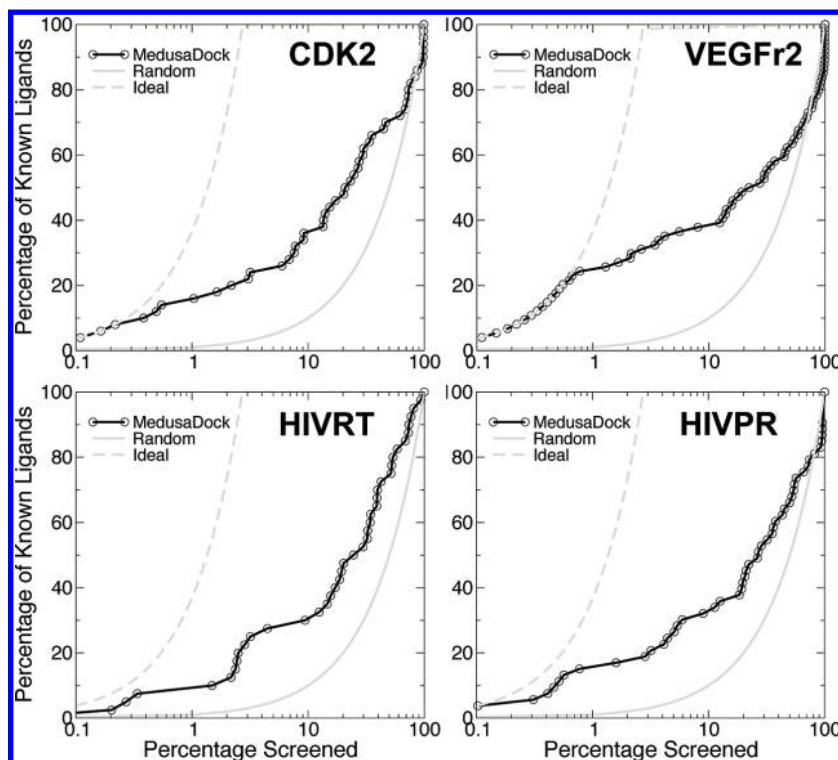 CDK2
MedusaDock
Random
Ideal
100
80
60
40
20
0
0.1 1 10 100
Percentage of Known Ligands
VEGFr2
MedusaDock
Random
Ideal
100
80
60
40
20
0
0.1 1 10 100
HIVRT
MedusaDock
Random
Ideal
100
80
60
40
20
0
0.1 1 10 100
Percentage of Known Ligands
Percentage Screened
HIVPR
MedusaDock
Random
Ideal
100
80
60
40
20
0
0.1 1 10 100
Percentage Screened